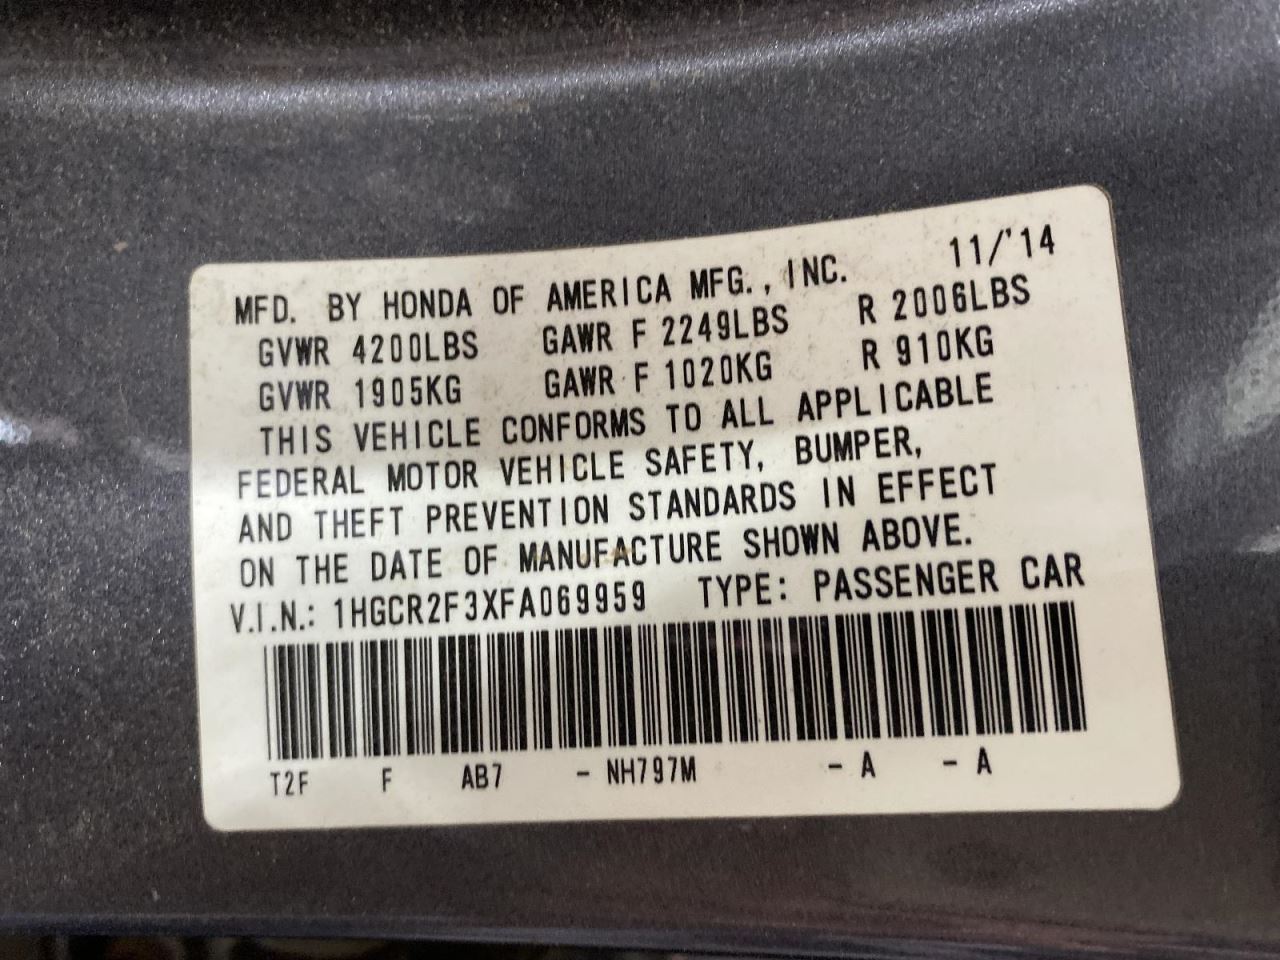 MFD. BY HONDA OF AMERICA MFG., INC. 11/'14
GVWR 4200LBS GAWR F 2249LBS R 2006LBS
GVWR 1905KG GAWR F 1020KG R 910KG
THIS VEHICLE CONFORMS TO ALL APPLICABLE
FEDERAL MOTOR VEHICLE SAFETY, BUMPER,
AND THEFT PREVENTION STANDARDS IN EFFECT
ON THE DATE OF MANUFACTURE SHOWN ABOVE.
V.I.N.: 1HGCR2F3XFA069959 TYPE: PASSENGER CAR
T2F F AB7 - NH797M - A - A